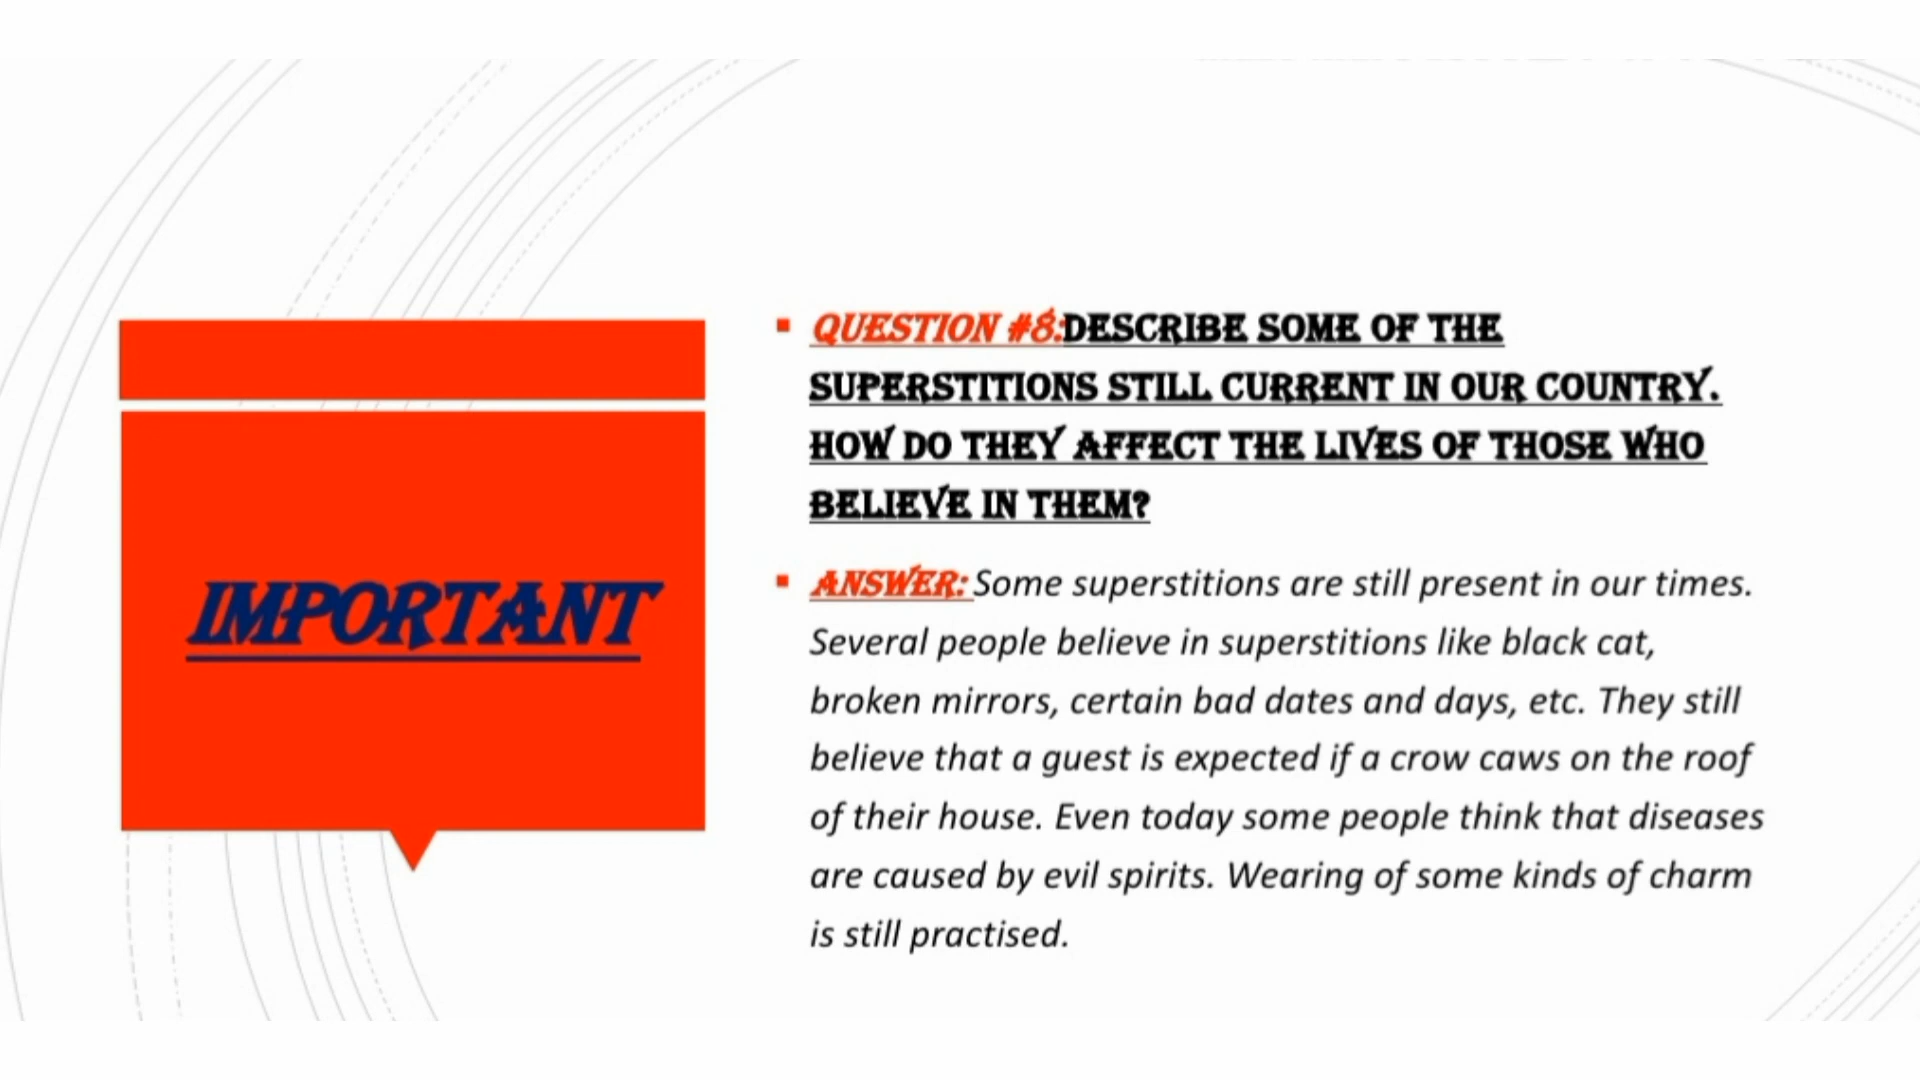 IMPORTANT
QUESTION #8:DESCRIBE SOME OF THE
SUPERSTITIONS STILL CURRENT IN OUR COUNTRY.
HOW DO THEY AFFECT THE LIVES OF THOSE WHO
BELIEVE IN THEM?
ANSWER: Some superstitions are still present in our times.
Several people believe in superstitions like black cat,
broken mirrors, certain bad dates and days, etc. They still
believe that a guest is expected if a crow caws on the roof
of their house. Even today some people think that diseases
are caused by evil spirits. Wearing of some kinds of charm
is still practised.